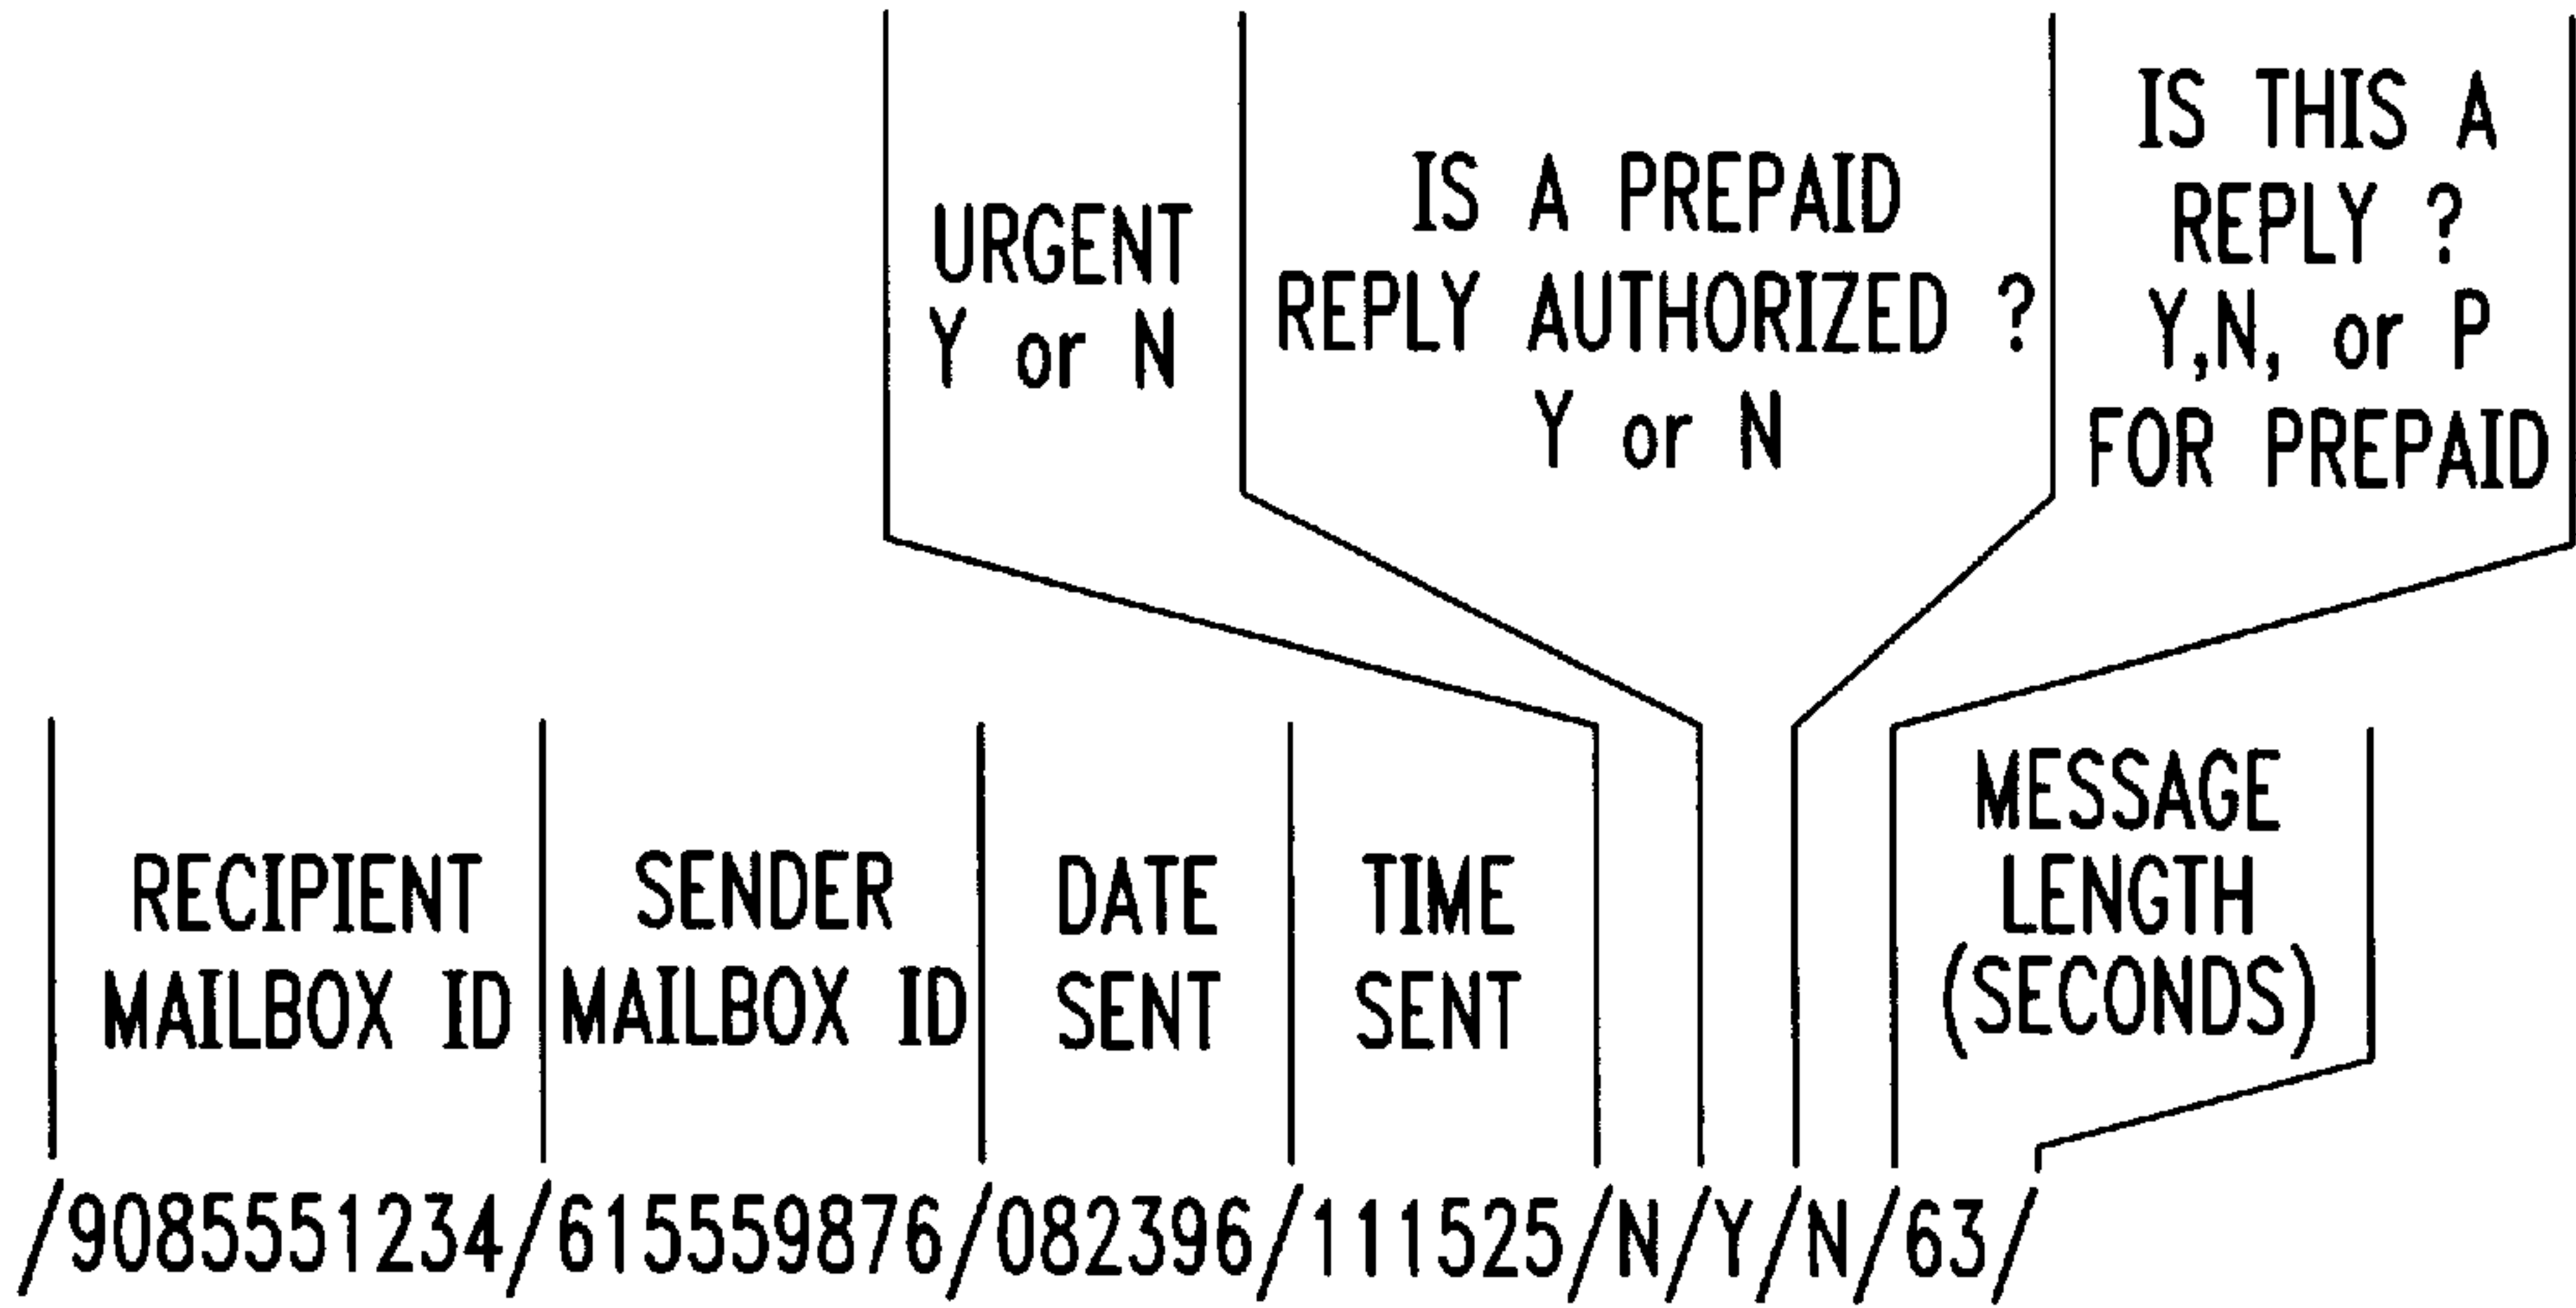 URGENT
Y or N
IS A PREPAID
REPLY AUTHORIZED ?
Y or N
IS THIS A
REPLY ?
Y,N, or P
FOR PREPAID
RECIPIENT
MAILBOX ID
SENDER
MAILBOX ID
DATE
SENT
TIME
SENT
MESSAGE
LENGTH
(SECONDS)
/9085551234/615559876/082396/111525/N/Y/N/63/